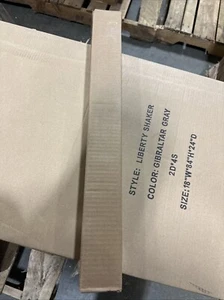 STYLE: LIBERTY SHAKER
COLOR: GIBRALTAR GRAY
2D*4S
SIZE:18"W*84"H*24"D